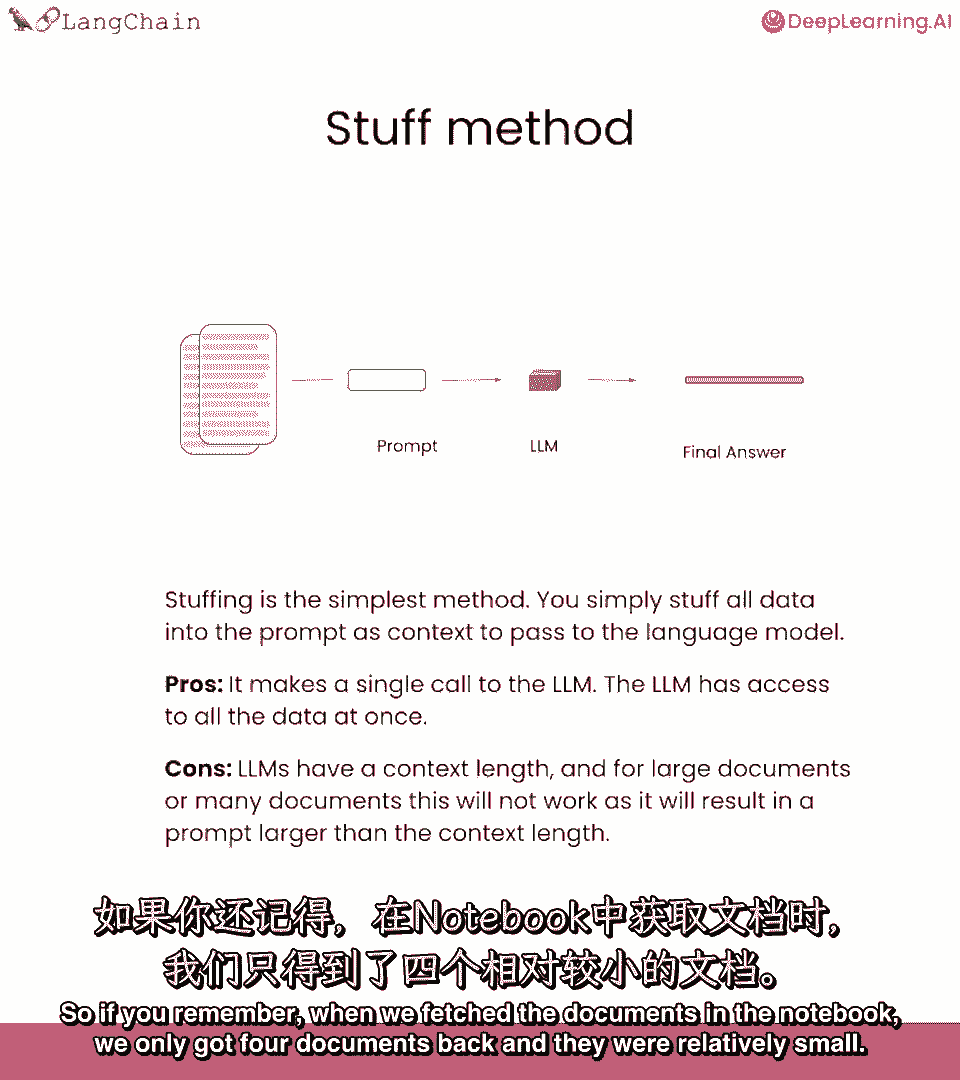 LangChain
DeepLearning.AI
Stuff method
Prompt
LLM
Final Answer
Stuffing is the simplest method. You simply stuff all data
into the prompt as context to pass to the language model.
Pros: It makes a single call to the LLM. The LLM has access
to all the data at once.
Cons: LLMs have a context length, and for large documents
or many documents this will not work as it will result in a
prompt larger than the context length.
如果你还记得，在Notebook中获取文档时，
我们只得到了四个相对较小的文档。
So if you remember, when we fetched the documents in the notebook,
we only got four documents back and they were relatively small.